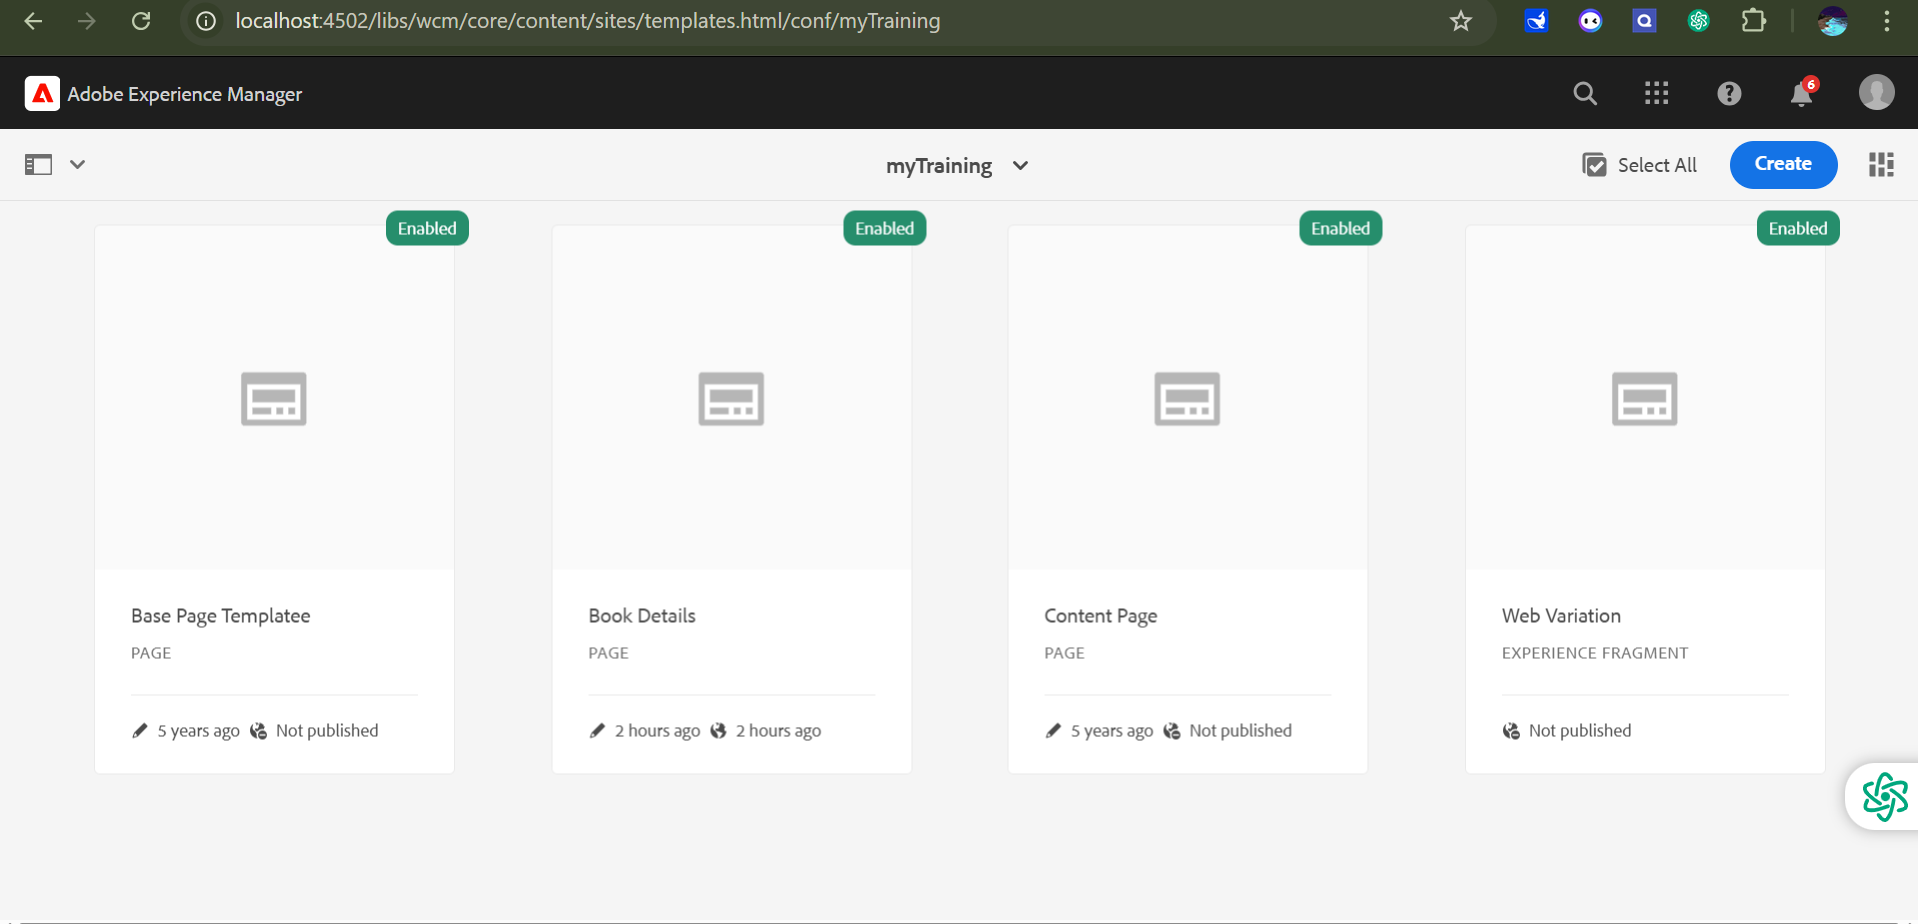 localhost:4502/libs/wcm/core/content/sites/templates.html/conf/myTraining
Adobe Experience Manager
6
myTraining
Select All
Create
Enabled
Enabled
Enabled
Enabled
Base Page Templatee
PAGE
5 years ago Not published
Book Details
PAGE
2 hours ago 2 hours ago
Content Page
PAGE
5 years ago Not published
Web Variation
EXPERIENCE FRAGMENT
Not published